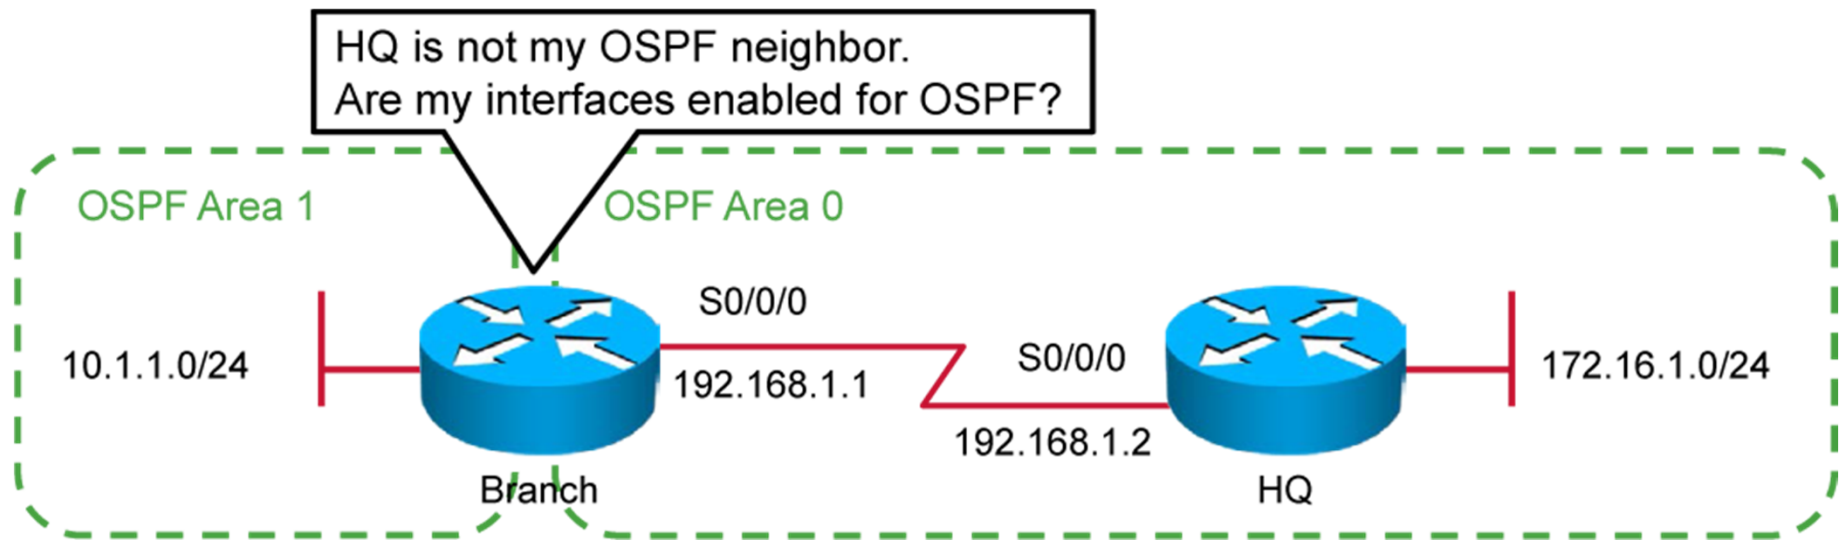 HQ is not my OSPF neighbor.
Are my interfaces enabled for OSPF?
OSPF Area 1
OSPF Area 0
S0/0/0
S0/0/0
10.1.1.0/24
192.168.1.1
172.16.1.0/24
192.168.1.2
Branch
HQ